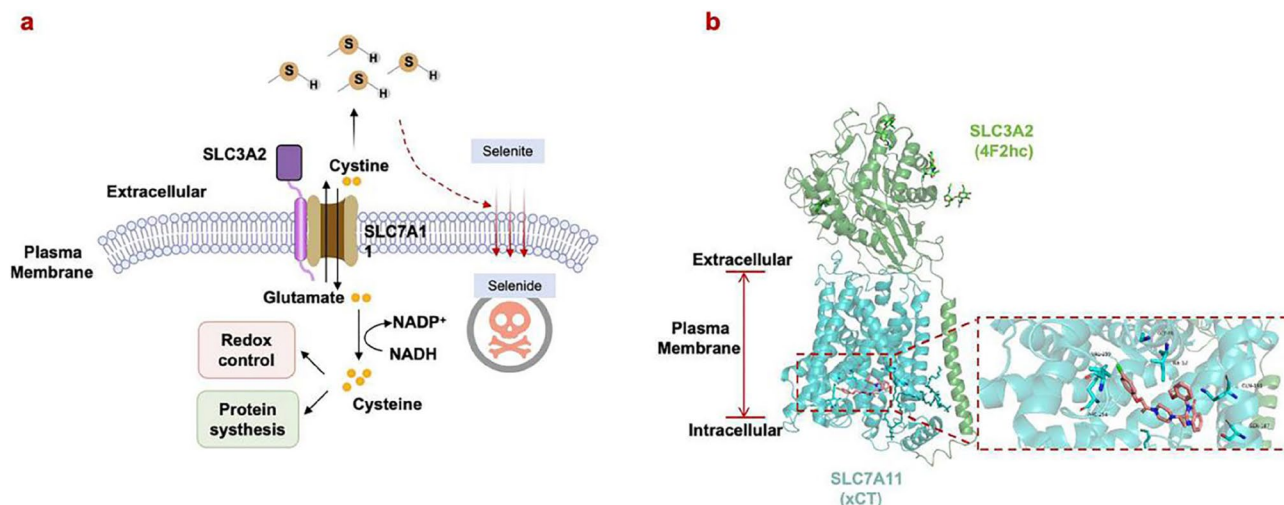 a
S
H
S
H
S
H
S
H
SLC3A2
Cystine
Selenite
Extracellular
SLC7A1
1
Plasma
Membrane
Glutamate
Selenide
NADP+
NADH
Redox
control
Protein
systhesis
Cysteine
b
SLC3A2
(4F2hc)
Extracellular
Plasma
Membrane
Intracellular
SLC7A11
(xCT)